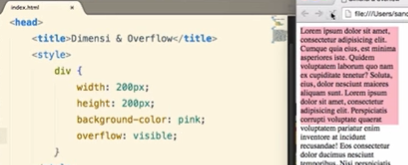 index.html
<head>
<title>Dimensi & Overflow</title>
<style>
div {
width: 200px;
height: 200px;
background-color: pink;
overflow: visible;
}
file:///Users/sand
Lorem ipsum dolor sit amet,
consectetur adipisicing elit.
Cumque quia eius, est minima
asperiores iste. Quidem
voluptatem laborum quo nam
ex cupiditate tenetur? Soluta,
eius, dolor nesciunt maiores
aliquam sunt. Lorem ipsum
dolor sit amet, consectetur
adipisicing elit. Perspiciatis
corrupti voluptate quaerat
voluptatem pariatur enim
inventore at incidunt
recusandae! Eos consectetur
dolor ducimus nesciunt
temporibus. Nisi perspiciatis